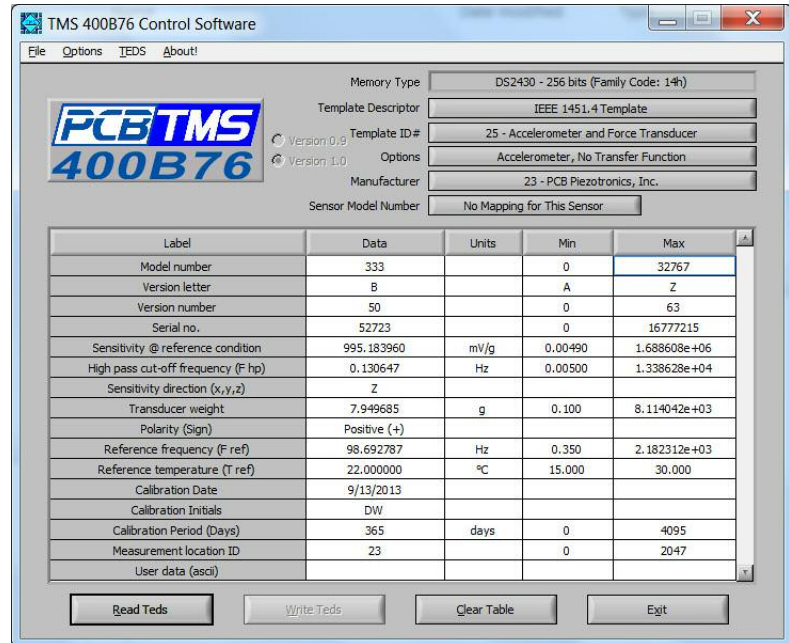 TMS 400B76 Control Software
File Options TEDS About!
PCB TMS
400B76
Version 0.9
Version 1.0
Memory Type DS2430 - 256 bits (Family Code: 14h)
Template Descriptor IEEE 1451.4 Template
Template ID# 25 - Accelerometer and Force Transducer
Options Accelerometer, No Transfer Function
Manufacturer 23 - PCB Piezotronics, Inc.
Sensor Model Number No Mapping for This Sensor
Label Data Units Min Max
Model number 333 0 32767
Version letter B A Z
Version number 50 0 63
Serial no. 52723 0 16777215
Sensitivity @ reference condition 995.183960 mV/g 0.00490 1.688608e+06
High pass cut-off frequency (F hp) 0.130647 Hz 0.00500 1.338628e+04
Sensitivity direction (x,y,z) Z
Transducer weight 7.949685 g 0.100 8.114042e+03
Polarity (Sign) Positive (+)
Reference frequency (F ref) 98.692787 Hz 0.350 2.182312e+03
Reference temperature (T ref) 22.000000 ºC 15.000 30.000
Calibration Date 9/13/2013
Calibration Initials DW
Calibration Period (Days) 365 days 0 4095
Measurement location ID 23 0 2047
User data (ascii)
Read Teds Write Teds Clear Table Exit